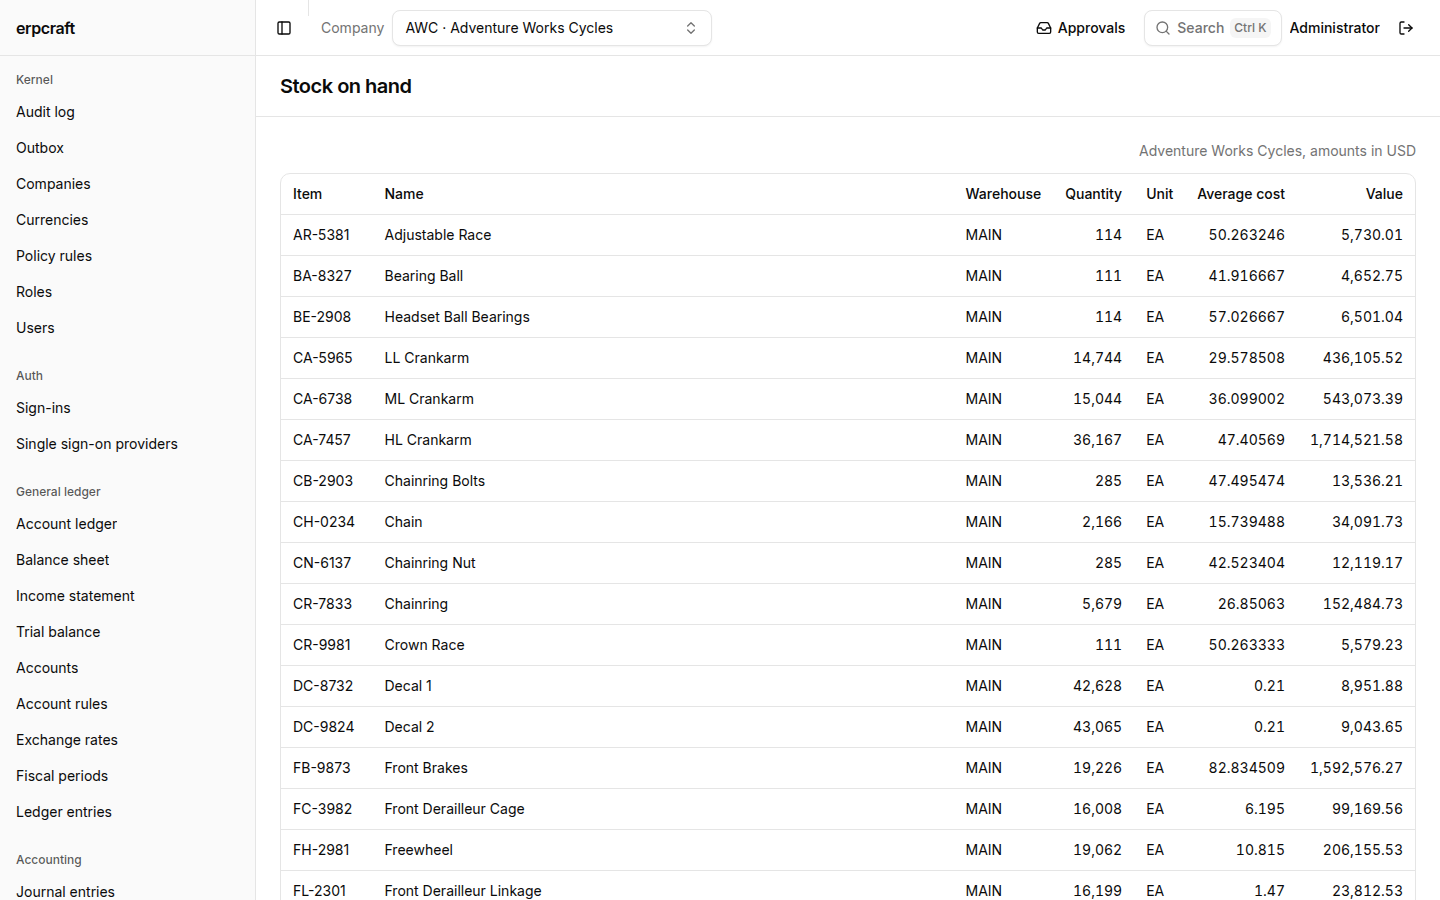 erpcraft
Company
AWC · Adventure Works Cycles
Approvals
Search Ctrl K
Administrator
Kernel
Audit log
Outbox
Companies
Currencies
Policy rules
Roles
Users
Auth
Sign-ins
Single sign-on providers
General ledger
Account ledger
Balance sheet
Income statement
Trial balance
Accounts
Account rules
Exchange rates
Fiscal periods
Ledger entries
Accounting
Journal entries
Stock on hand
Adventure Works Cycles, amounts in USD
Item Name Warehouse Quantity Unit Average cost Value
AR-5381 Adjustable Race MAIN 114 EA 50.263246 5,730.01
BA-8327 Bearing Ball MAIN 111 EA 41.916667 4,652.75
BE-2908 Headset Ball Bearings MAIN 114 EA 57.026667 6,501.04
CA-5965 LL Crankarm MAIN 14,744 EA 29.578508 436,105.52
CA-6738 ML Crankarm MAIN 15,044 EA 36.099002 543,073.39
CA-7457 HL Crankarm MAIN 36,167 EA 47.40569 1,714,521.58
CB-2903 Chainring Bolts MAIN 285 EA 47.495474 13,536.21
CH-0234 Chain MAIN 2,166 EA 15.739488 34,091.73
CN-6137 Chainring Nut MAIN 285 EA 42.523404 12,119.17
CR-7833 Chainring MAIN 5,679 EA 26.85063 152,484.73
CR-9981 Crown Race MAIN 111 EA 50.263333 5,579.23
DC-8732 Decal 1 MAIN 42,628 EA 0.21 8,951.88
DC-9824 Decal 2 MAIN 43,065 EA 0.21 9,043.65
FB-9873 Front Brakes MAIN 19,226 EA 82.834509 1,592,576.27
FC-3982 Front Derailleur Cage MAIN 16,008 EA 6.195 99,169.56
FH-2981 Freewheel MAIN 19,062 EA 10.815 206,155.53
FL-2301 Front Derailleur Linkage MAIN 16,199 EA 1.47 23,812.53